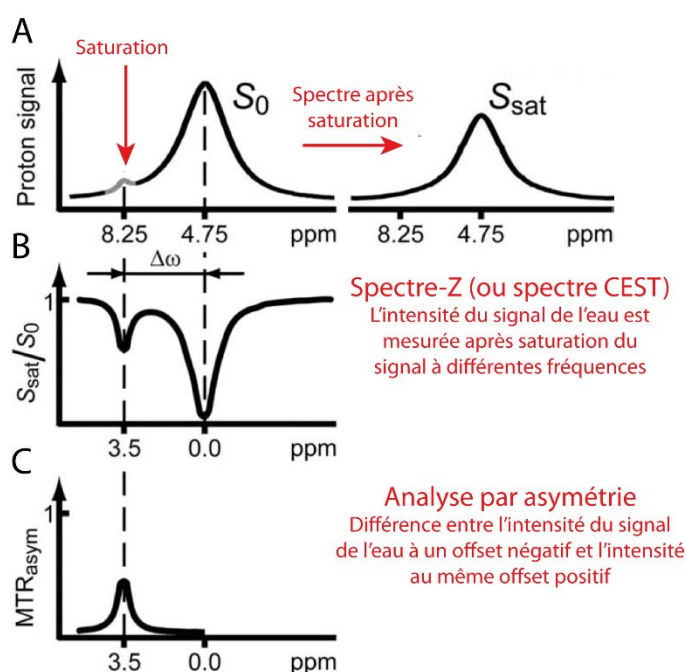 A
Saturation
Proton signal
S0
Spectre après
saturation
Ssat
8.25 4.75 ppm
8.25 4.75 ppm
B
Δω
1
Ssat/S0
Spectre-Z (ou spectre CEST)
L'intensité du signal de l'eau est
mesurée après saturation du
signal à différentes fréquences
3.5 0.0 ppm
C
1
MTRasym
Analyse par asymétrie
Différence entre l'intensité du signal
de l'eau à un offset négatif et l'intensité
au même offset positif
3.5 0.0 ppm